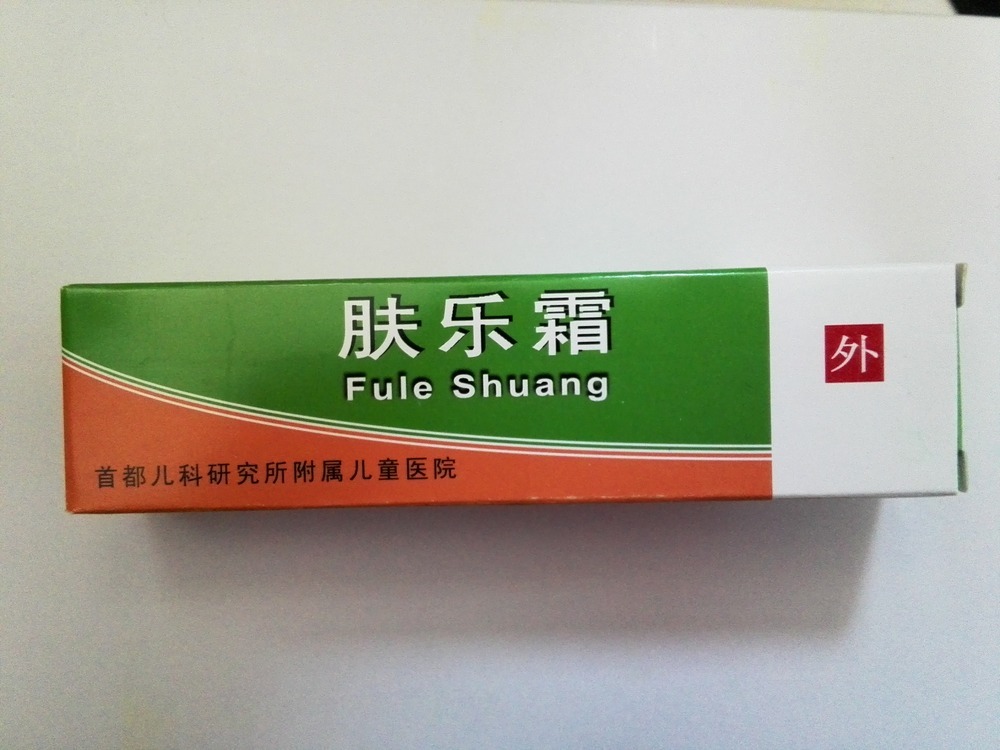 肤乐霜
Fule Shuang
外
首都儿科研究所附属儿童医院